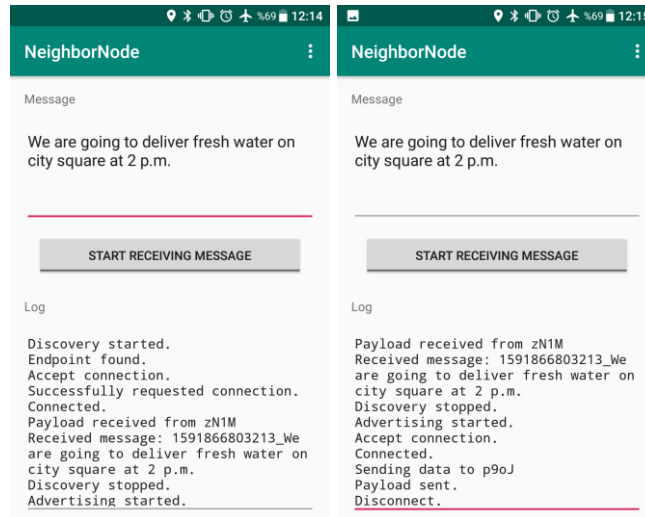 %69 12:14
NeighborNode
Message
We are going to deliver fresh water on
city square at 2 p.m.
START RECEIVING MESSAGE
Log
Discovery started.
Endpoint found.
Accept connection.
Successfully requested connection.
Connected.
Payload received from zN1M
Received message: 1591866803213_We
are going to deliver fresh water on
city square at 2 p.m.
Discovery stopped.
Advertising started.
%69 12:15
NeighborNode
Message
We are going to deliver fresh water on
city square at 2 p.m.
START RECEIVING MESSAGE
Log
Payload received from zN1M
Received message: 1591866803213_We
are going to deliver fresh water on
city square at 2 p.m.
Discovery stopped.
Advertising started.
Accept connection.
Connected.
Sending data to p9oJ
Payload sent.
Disconnect.